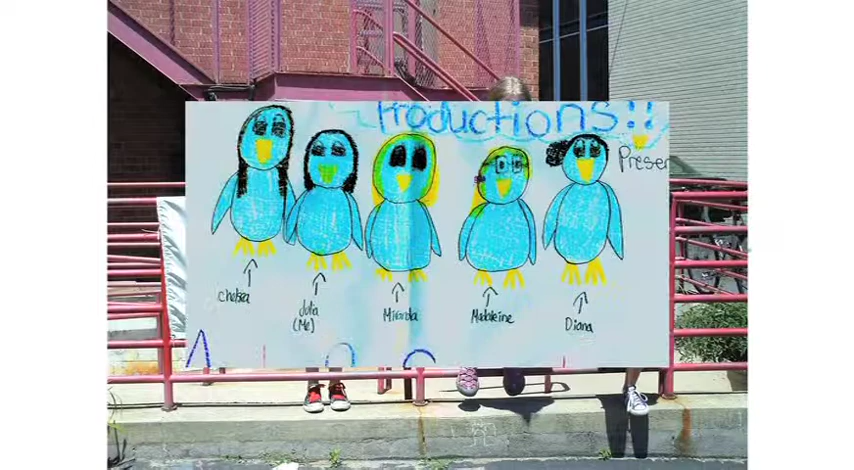 Productions!!
Presen
Chelsea
Julia
(Me)
Miranda
Madeleine
Diana